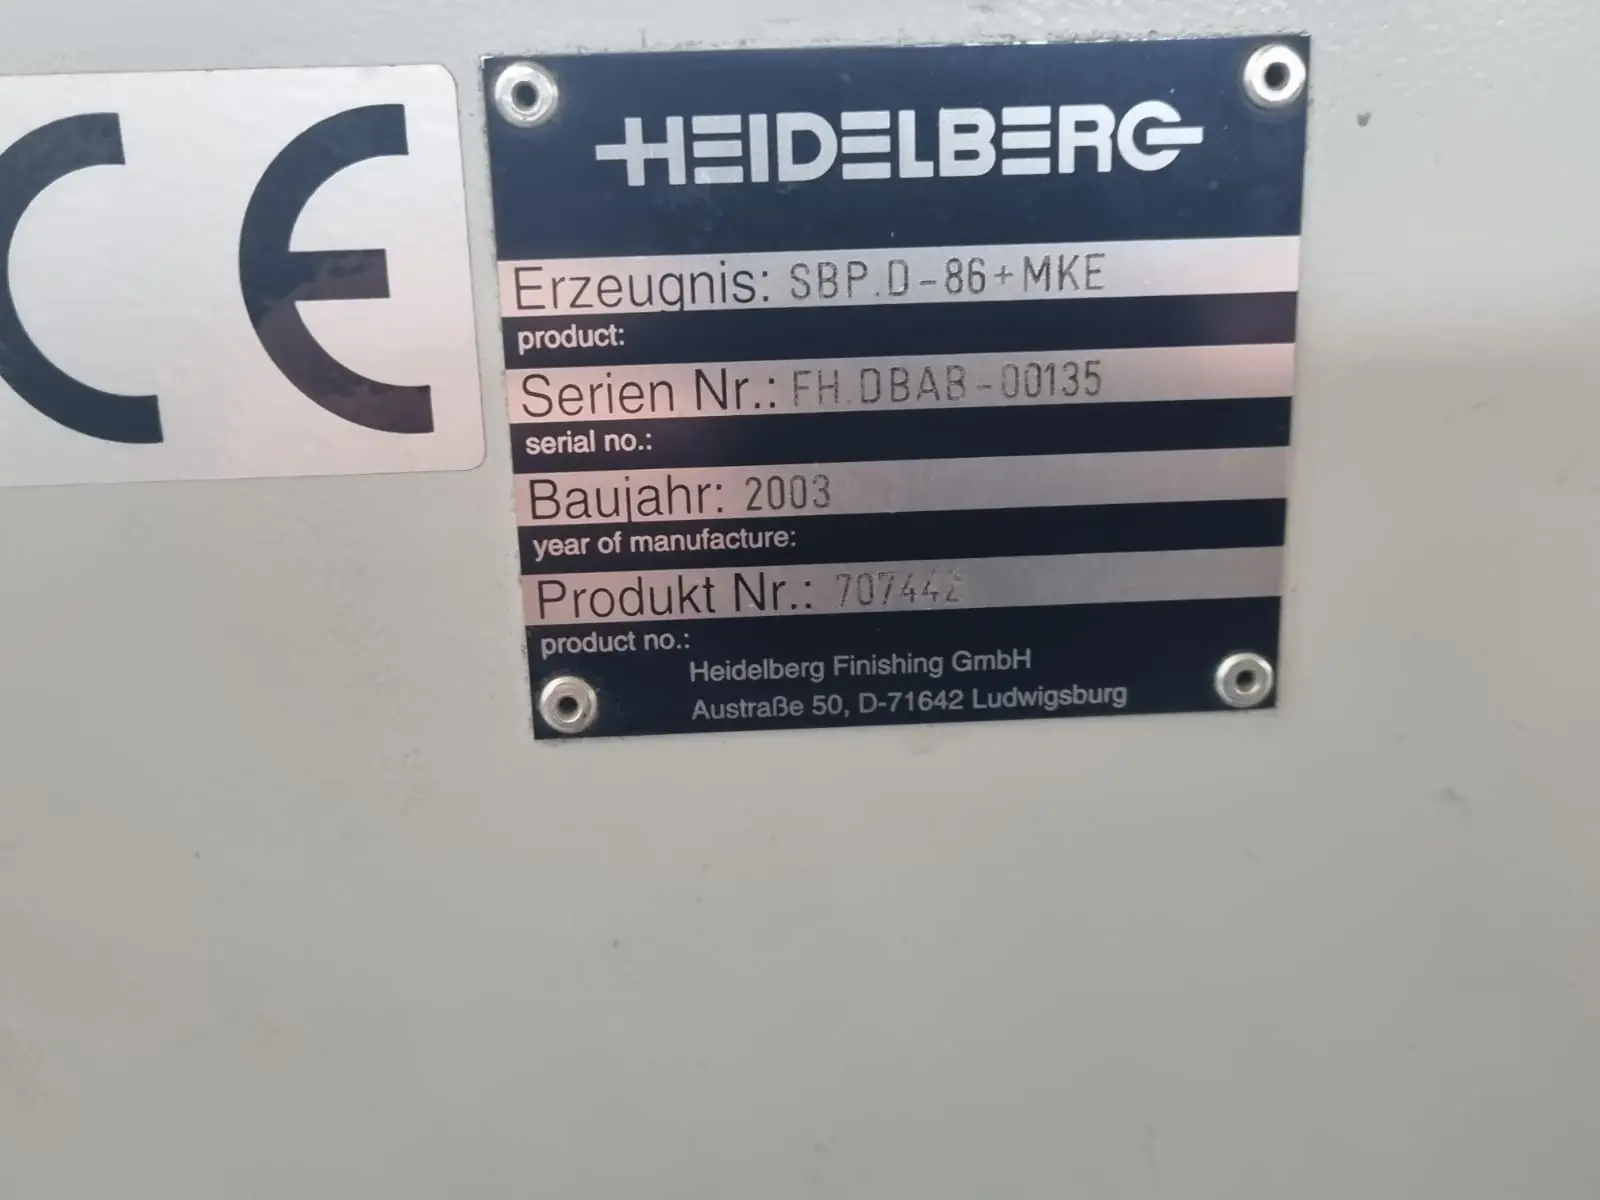 CE
HEIDELBERG
Erzeugnis: SBP.D-86+MKE
product:
Serien Nr.: FH.DBAB-00135
serial no.:
Baujahr: 2003
year of manufacture:
Produkt Nr.: 707442
product no.:
Heidelberg Finishing GmbH
Austraße 50, D-71642 Ludwigsburg